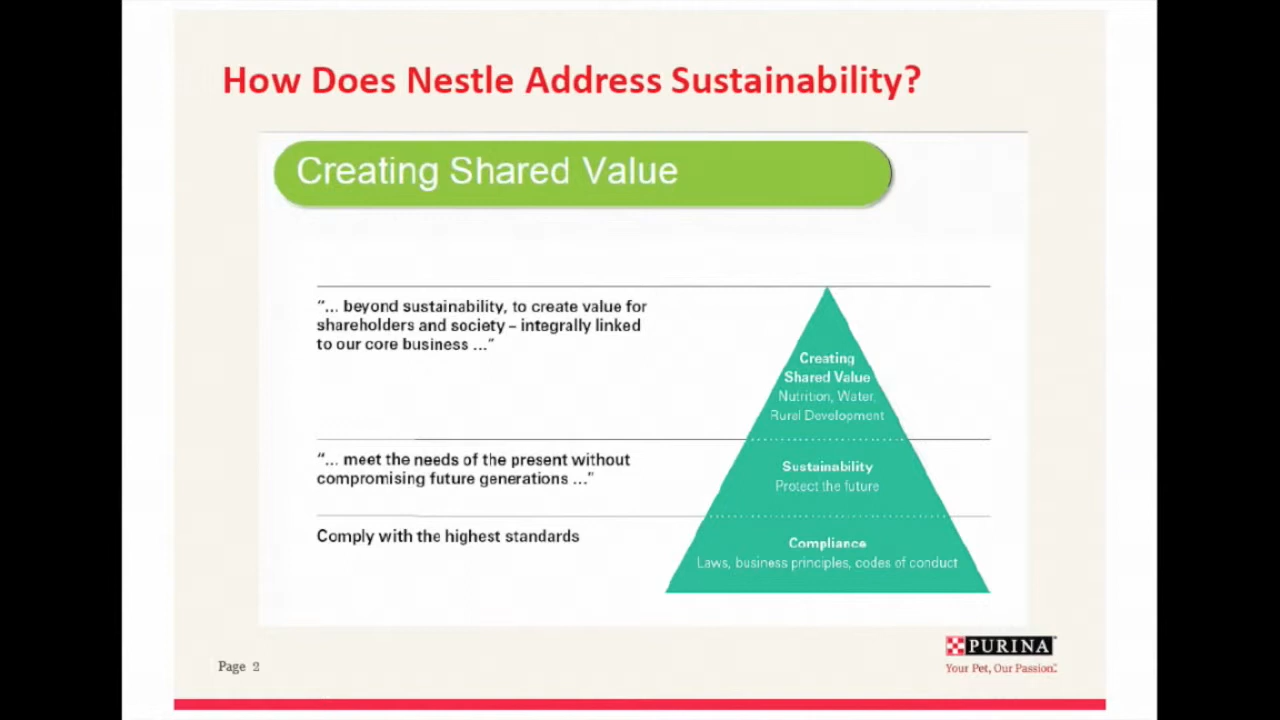 How Does Nestle Address Sustainability?
Creating Shared Value
“... beyond sustainability, to create value for
shareholders and society – integrally linked
to our core business ...”
Creating
Shared Value
Nutrition, Water,
Rural Development
“... meet the needs of the present without
compromising future generations ...”
Sustainability
Protect the future
Comply with the highest standards
Compliance
Laws, business principles, codes of conduct
Page 2
PURINA
Your Pet, Our Passion.™